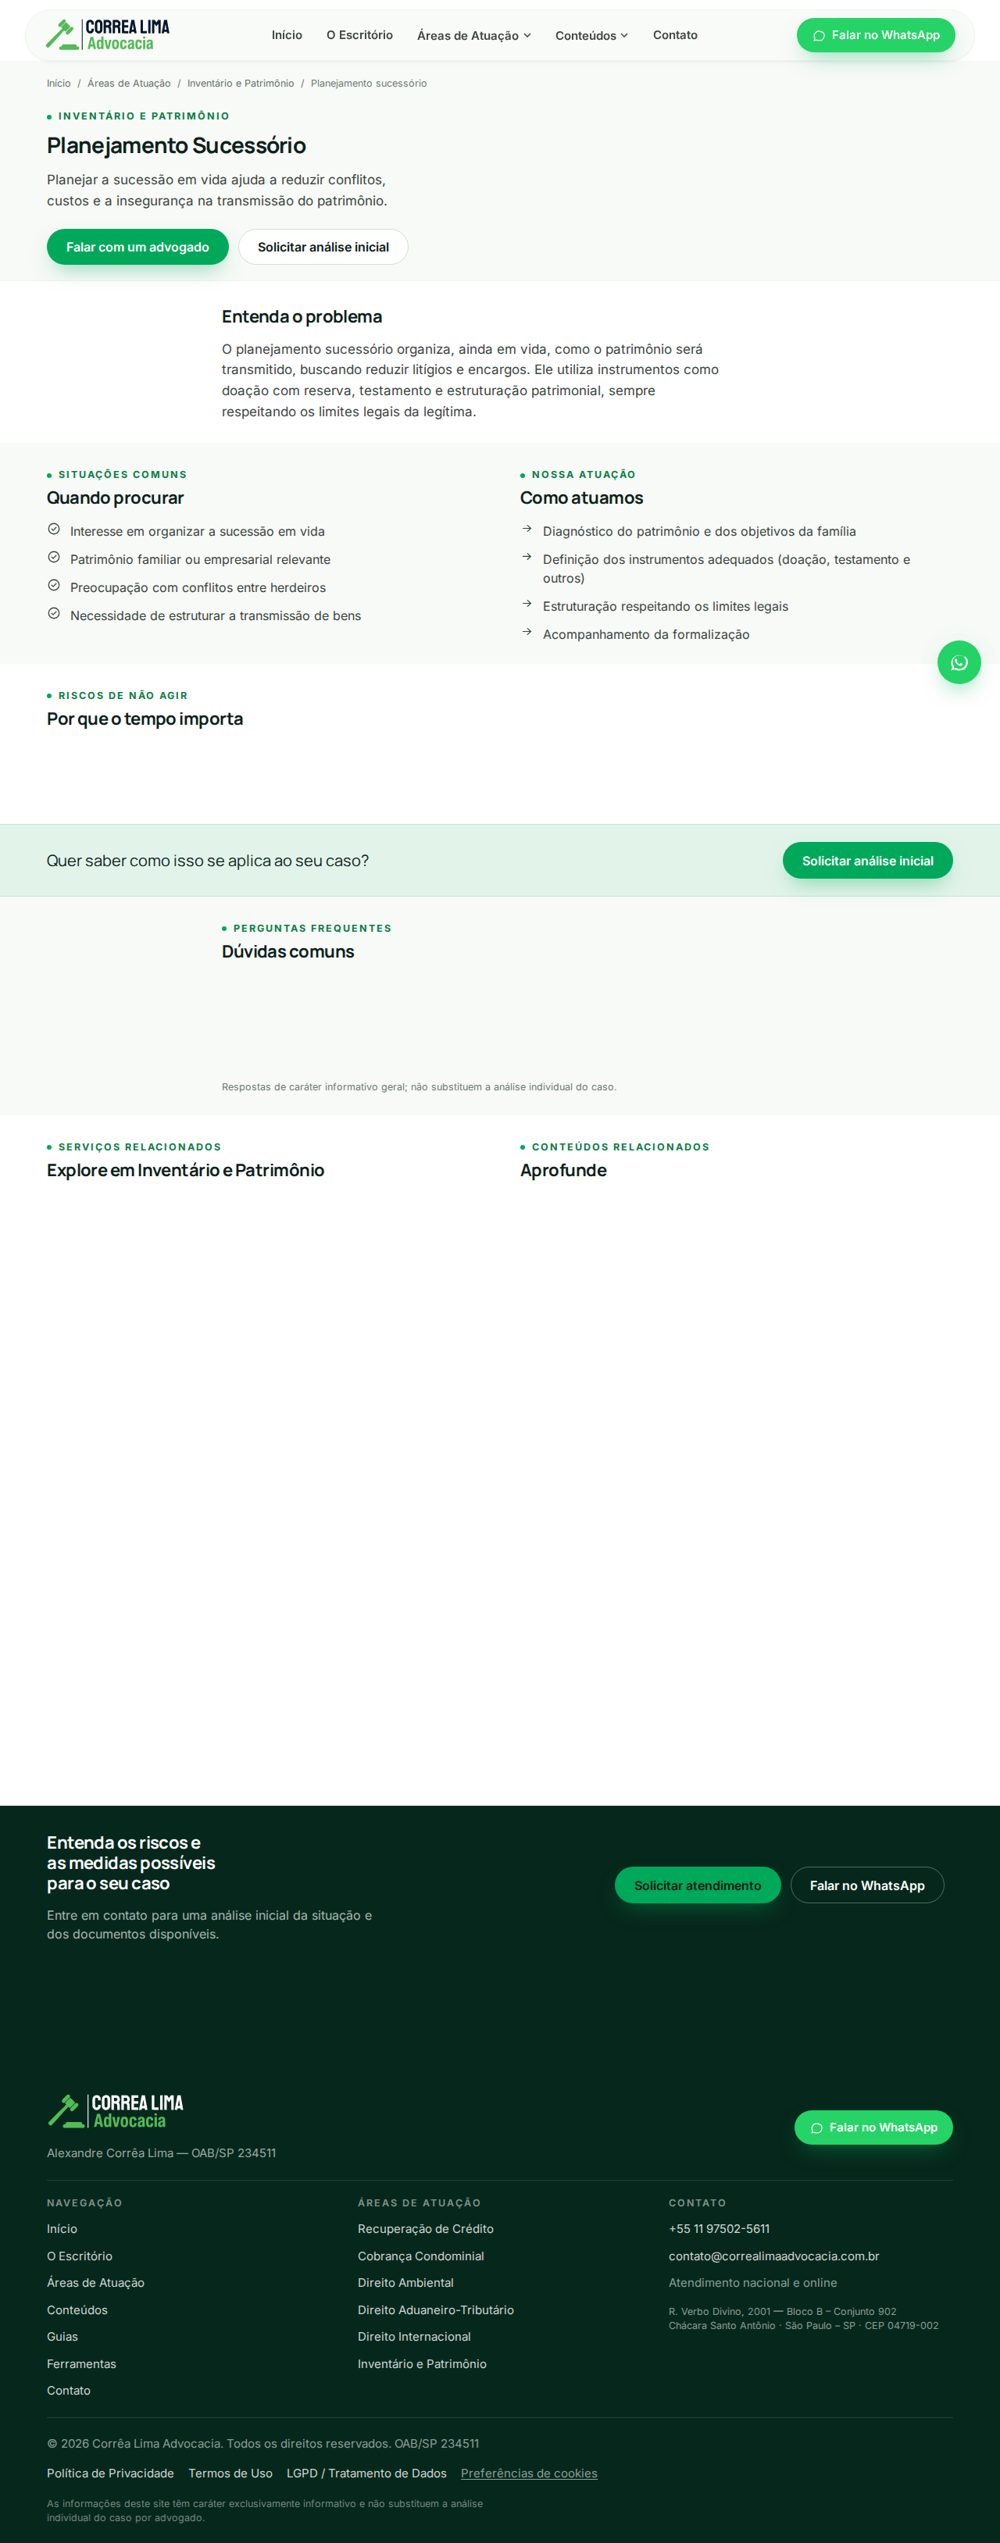 CORREA LIMA
Advocacia
Início
O Escritório
Áreas de Atuação
Conteúdos
Contato
Falar no WhatsApp
Início / Áreas de Atuação / Inventário e Patrimônio / Planejamento sucessório
INVENTÁRIO E PATRIMÔNIO
Planejamento Sucessório
Planejar a sucessão em vida ajuda a reduzir conflitos,
custos e a insegurança na transmissão do patrimônio.
Falar com um advogado
Solicitar análise inicial
Entenda o problema
O planejamento sucessório organiza, ainda em vida, como o patrimônio será
transmitido, buscando reduzir litígios e encargos. Ele utiliza instrumentos como
doação com reserva, testamento e estruturação patrimonial, sempre
respeitando os limites legais da legítima.
SITUAÇÕES COMUNS
Quando procurar
Interesse em organizar a sucessão em vida
Patrimônio familiar ou empresarial relevante
Preocupação com conflitos entre herdeiros
Necessidade de estruturar a transmissão de bens
NOSSA ATUAÇÃO
Como atuamos
Diagnóstico do patrimônio e dos objetivos da família
Definição dos instrumentos adequados (doação, testamento e
outros)
Estruturação respeitando os limites legais
Acompanhamento da formalização
RISCOS DE NÃO AGIR
Por que o tempo importa
Quer saber como isso se aplica ao seu caso?
Solicitar análise inicial
PERGUNTAS FREQUENTES
Dúvidas comuns
Respostas de caráter informativo geral; não substituem a análise individual do caso.
SERVIÇOS RELACIONADOS
Explore em Inventário e Patrimônio
CONTEÚDOS RELACIONADOS
Aprofunde
Entenda os riscos e
as medidas possíveis
para o seu caso
Entre em contato para uma análise inicial da situação e
dos documentos disponíveis.
Solicitar atendimento
Falar no WhatsApp
CORREA LIMA
Advocacia
Alexandre Corrêa Lima — OAB/SP 234511
Falar no WhatsApp
NAVEGAÇÃO
Início
O Escritório
Áreas de Atuação
Conteúdos
Guias
Ferramentas
Contato
ÁREAS DE ATUAÇÃO
Recuperação de Crédito
Cobrança Condominial
Direito Ambiental
Direito Aduaneiro-Tributário
Direito Internacional
Inventário e Patrimônio
CONTATO
+55 11 97502-5611
contato@correalimaadvocacia.com.br
Atendimento nacional e online
R. Verbo Divino, 2001 — Bloco B – Conjunto 902
Chácara Santo Antônio · São Paulo – SP · CEP 04719-002
© 2026 Corrêa Lima Advocacia. Todos os direitos reservados. OAB/SP 234511
Política de Privacidade
Termos de Uso
LGPD / Tratamento de Dados
Preferências de cookies
As informações deste site têm caráter exclusivamente informativo e não substituem a análise
individual do caso por advogado.